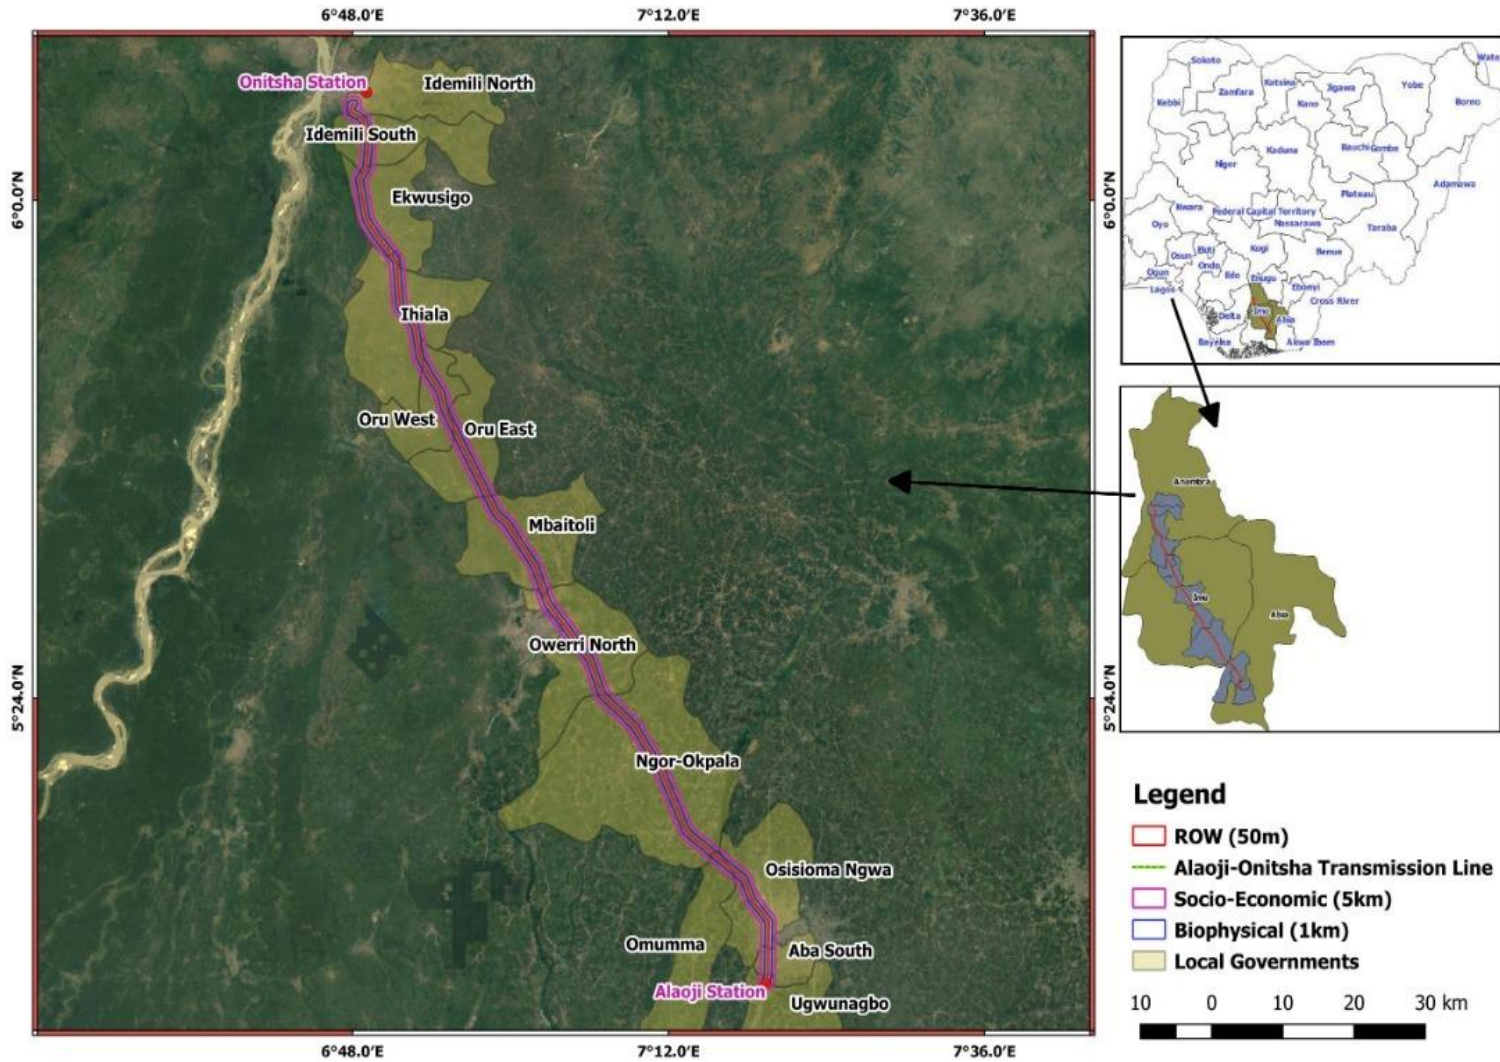 6°48.0'E 7°12.0'E 7°36.0'E
Onitsha Station
Idemili North
Idemili South
6°0.0'N
Ekwusigo
Ihiala
Oru West
Oru East
Mbaitoli
Owerri North
5°24.0'N
Ngor-Okpala
Osisioma Ngwa
Omumma
Aba South
Alaoji Station
Ugwunagbo
6°48.0'E 7°12.0'E 7°36.0'E
6°0.0'N
5°24.0'N
Sokoto
Zamfara
Katsina
Jigawa
Yobe
Kebbi
Kano
Borno
Kaduna
Bauchi
Gombe
Niger
Adamawa
Plateau
Kwara
Federal Capital Territory
Nassarawa
Oyo
Taraba
Osun
Ekiti
Kogi
Benue
Ogun
Ondo
Edo
Enugu
Ebonyi
Lagos
Cross River
Delta
Imo
Abia
Bayelsa
Akwa Ibom
Anambra
Imo
Abia
Legend
ROW (50m)
Alaoji-Onitsha Transmission Line
Socio-Economic (5km)
Biophysical (1km)
Local Governments
10 0 10 20 30 km